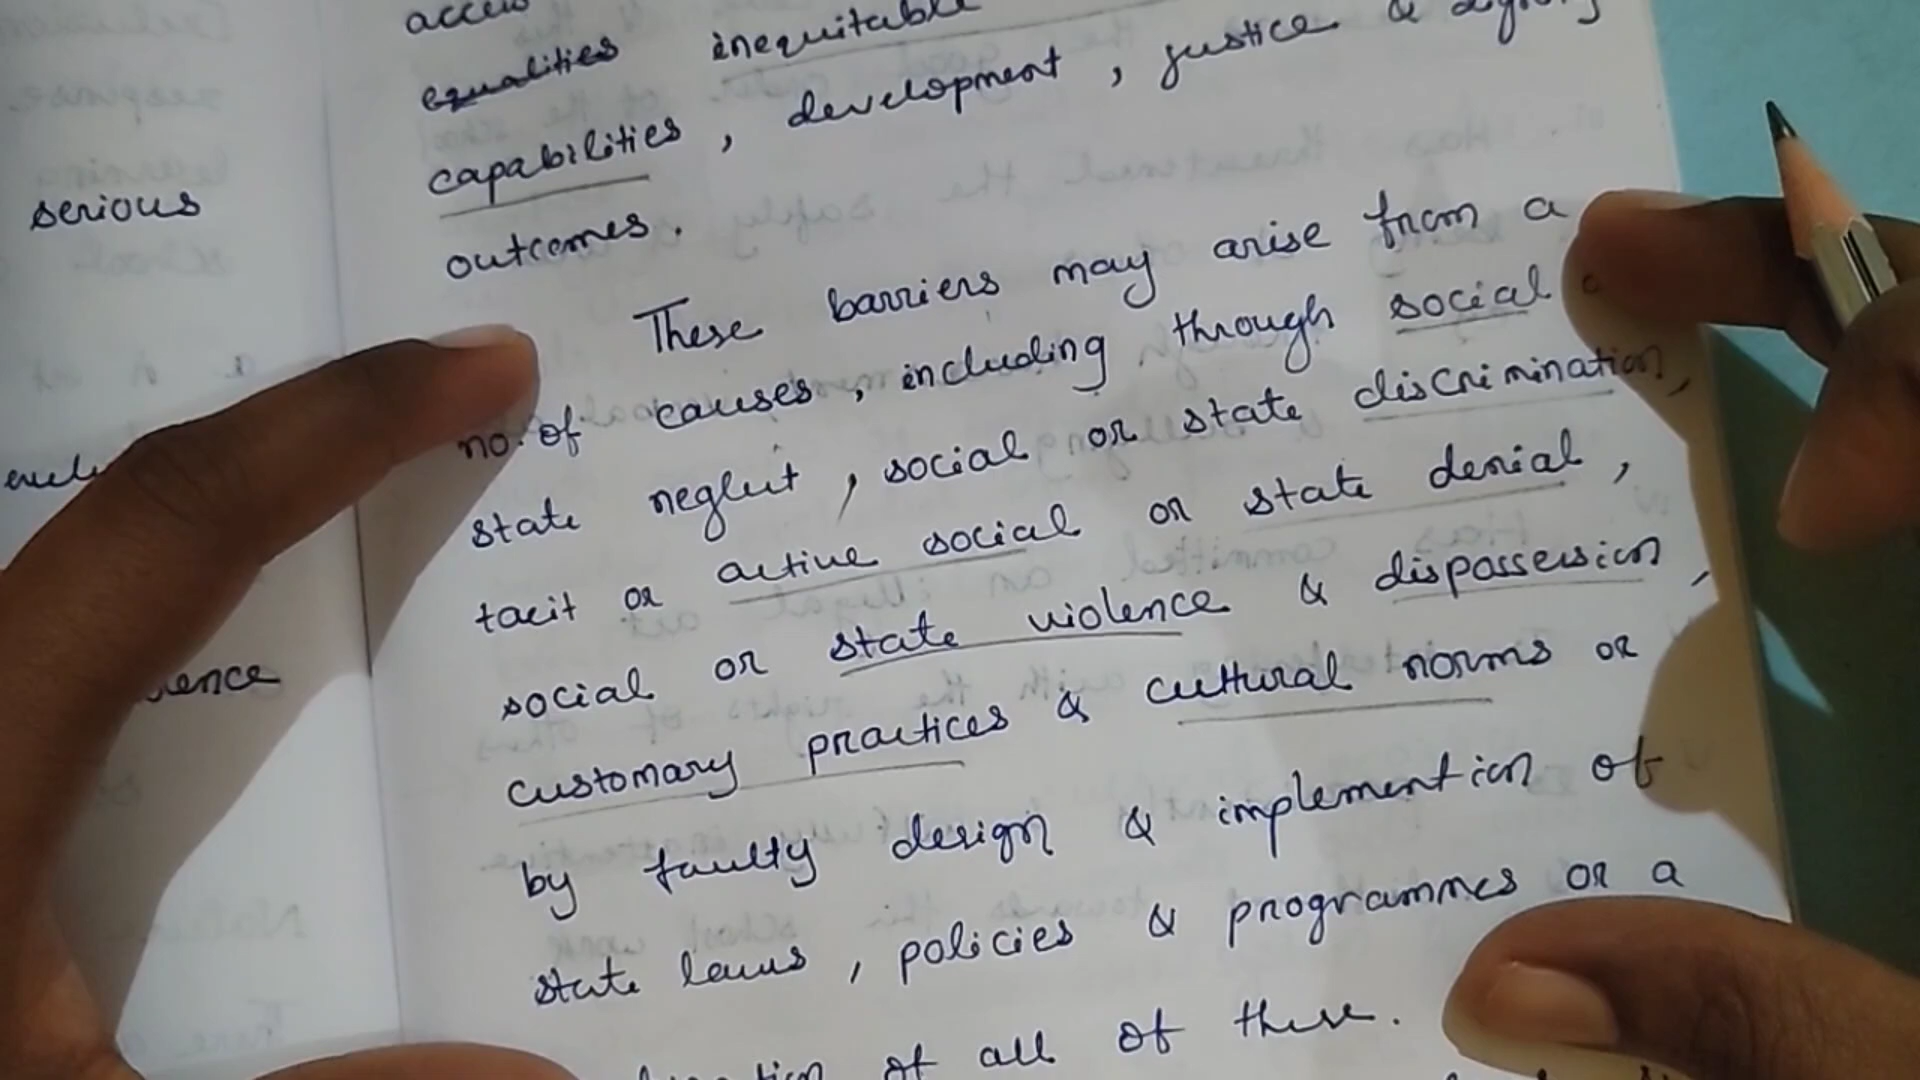 serious
inequitable
equalities
capabilities, development, justice &
outcomes.
These barriers may arise from a
no. of causes, including through social
state neglect, social or state discrimination,
tacit or active social or state denial,
social or state violence & dispossession,
customary practices & cultural norms or
by faulty design & implemention of
state laws, policies & programmes or a
of all of these.